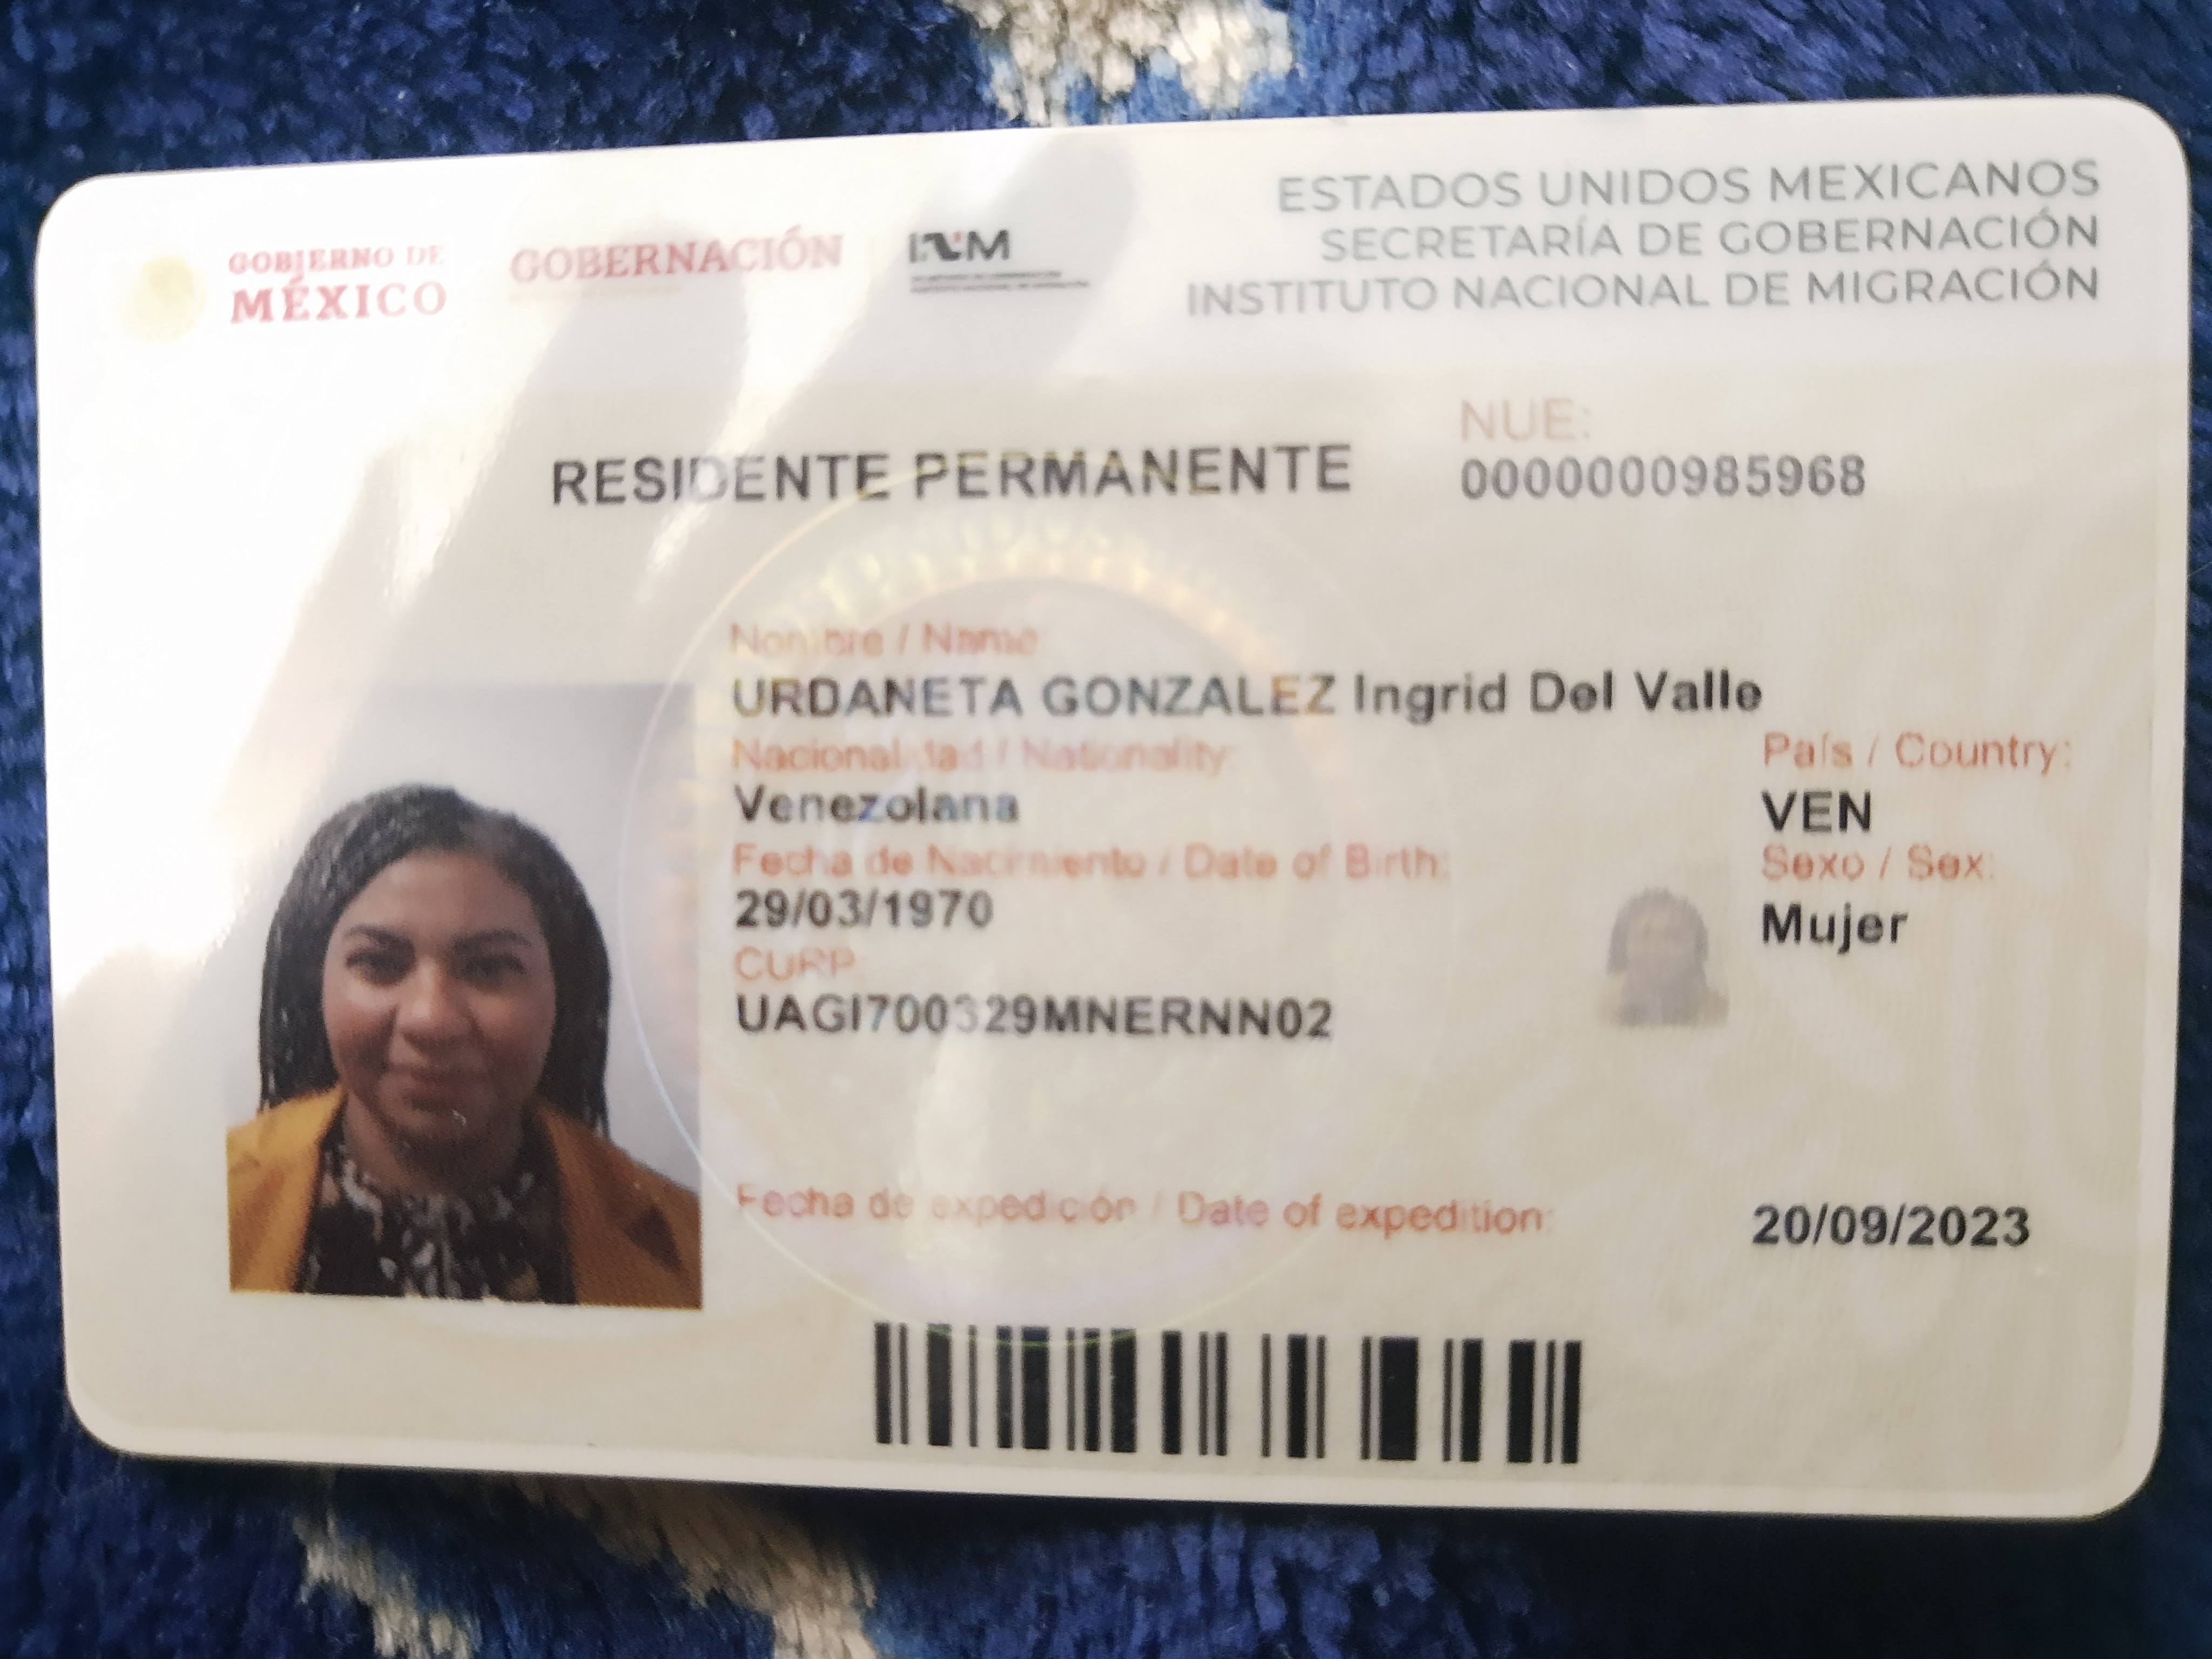 GOBIERNO DE
MÉXICO
GOBERNACIÓN
INM
ESTADOS UNIDOS MEXICANOS
SECRETARÍA DE GOBERNACIÓN
INSTITUTO NACIONAL DE MIGRACIÓN
RESIDENTE PERMANENTE
NUE:
0000000985968
Nombre / Name
URDANETA GONZALEZ Ingrid Del Valle
Nacionalidad / Nationality:
Venezolana
País / Country:
VEN
Fecha de Nacimiento / Date of Birth:
29/03/1970
Sexo / Sex:
Mujer
CURP
UAGI700329MNERNN02
Fecha de expedición / Date of expedition:
20/09/2023